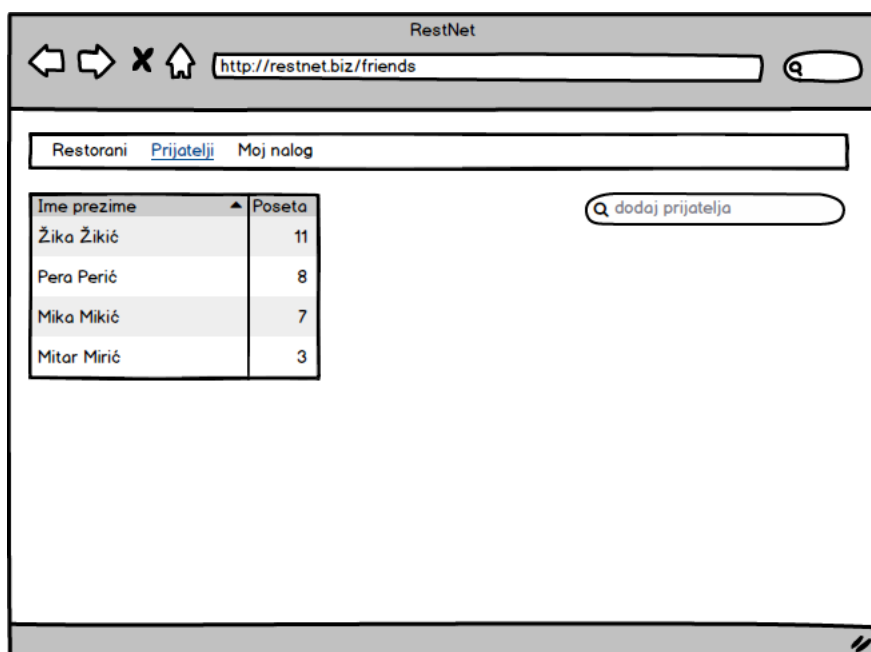 RestNet
http://restnet.biz/friends
Restorani Prijatelji Moj nalog
Ime prezime Poseta
dodaj prijatelja
Žika Žikić 11
Pera Perić 8
Mika Mikić 7
Mitar Mirić 3